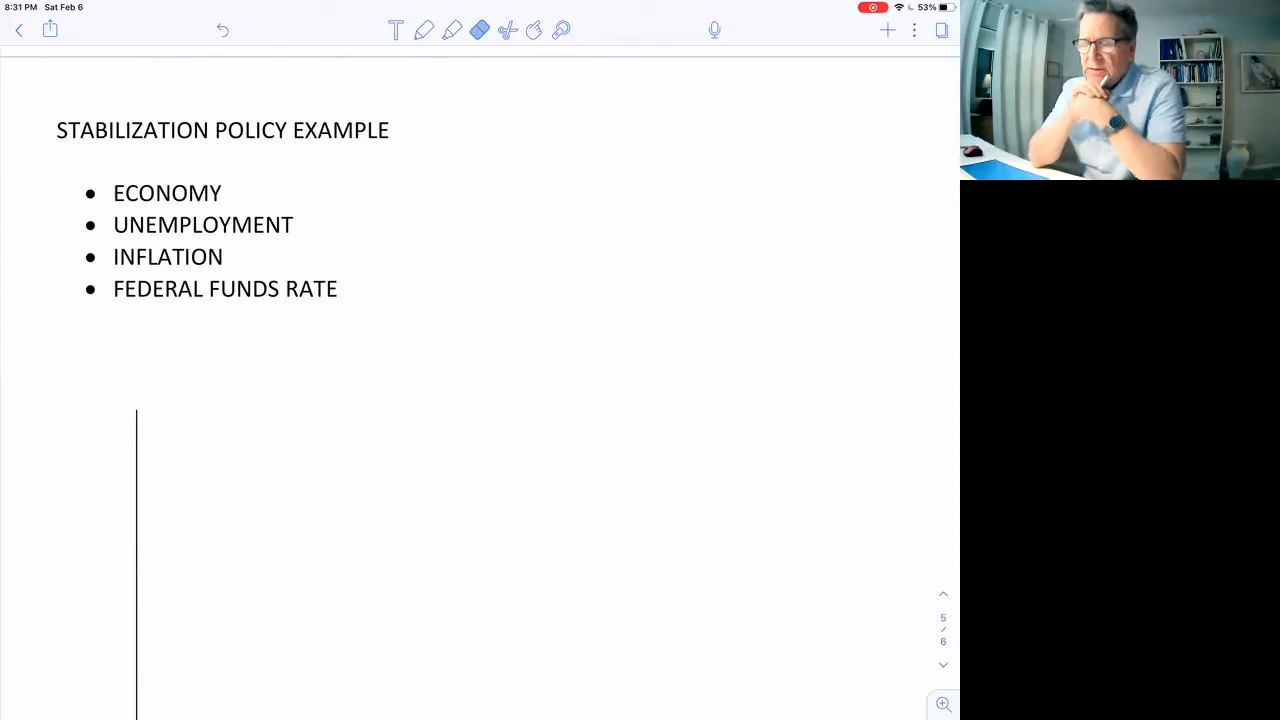 8:31 PM Sat Feb 6
53%
STABILIZATION POLICY EXAMPLE
• ECONOMY
• UNEMPLOYMENT
• INFLATION
• FEDERAL FUNDS RATE
5
/
6